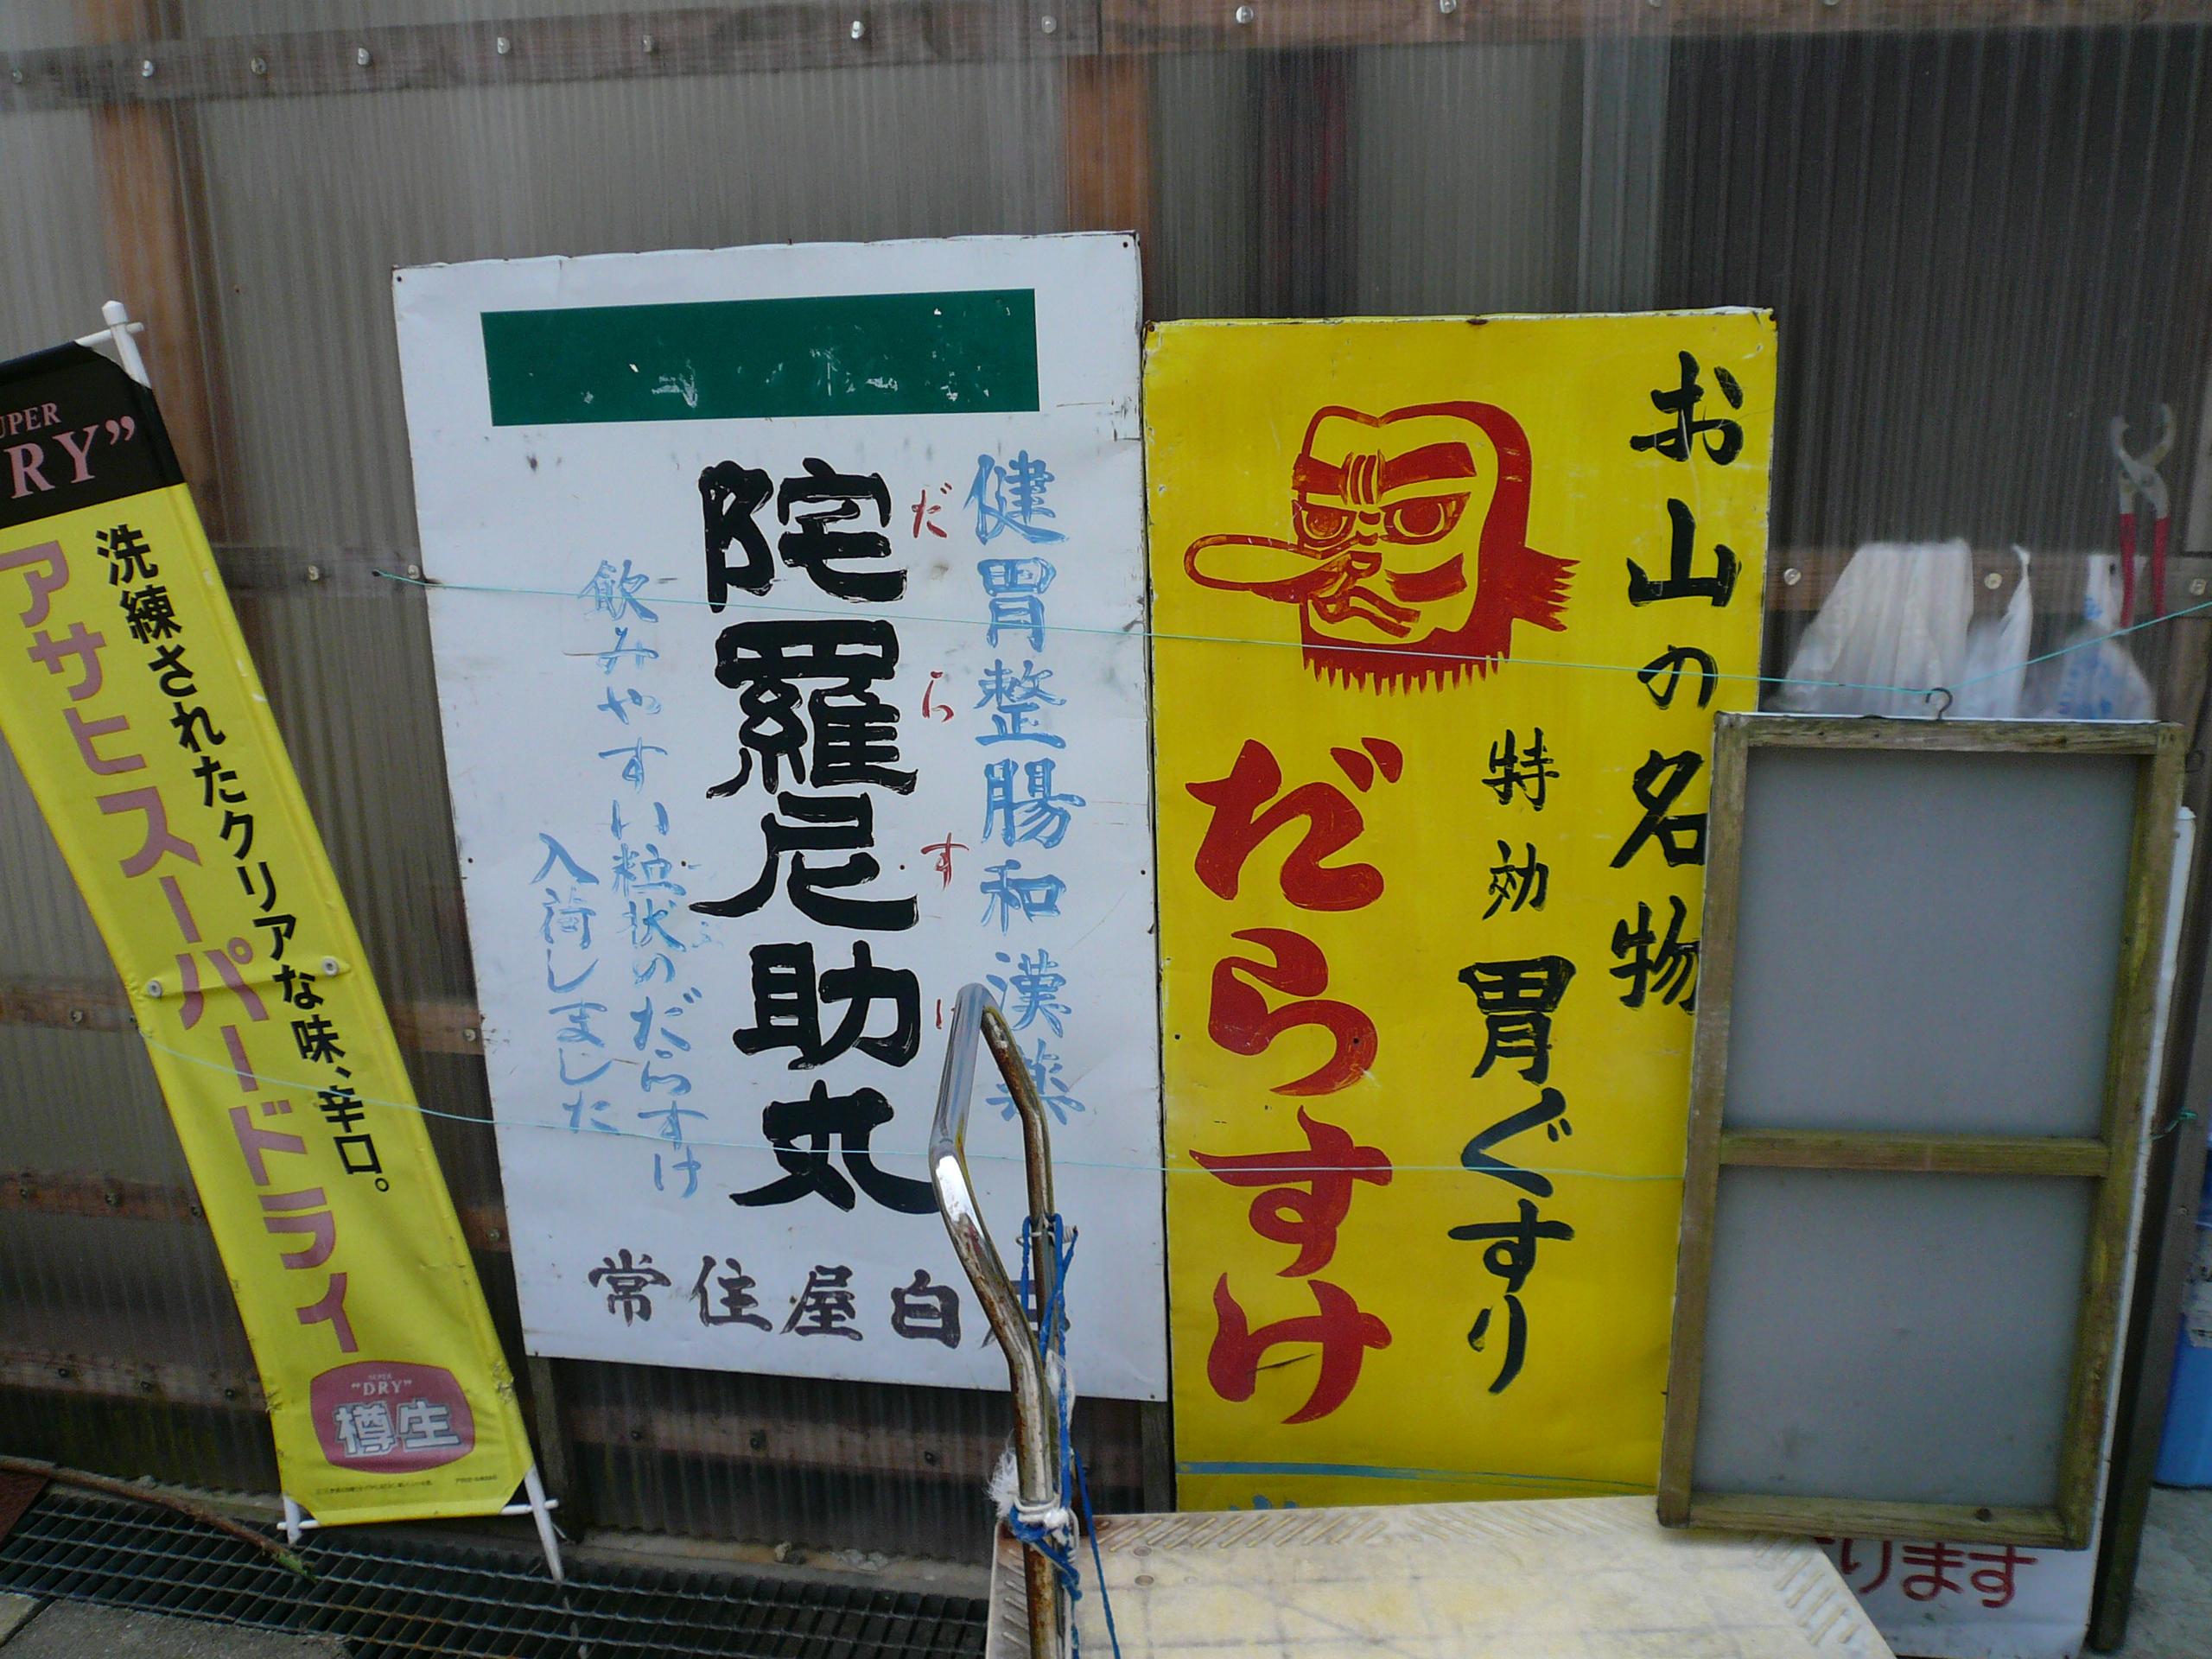 お山の名物
特効 胃ぐすり
だらすけ
健胃整腸和漢薬
だらすけ
陀羅尼助丸
飲みやすい粒状のだらすけ
入荷しました
常住屋白
SUPER
DRY”
洗練されたクリアな味、辛口。
アサヒスーパードライ
SUPER
"DRY"
樽生
ります